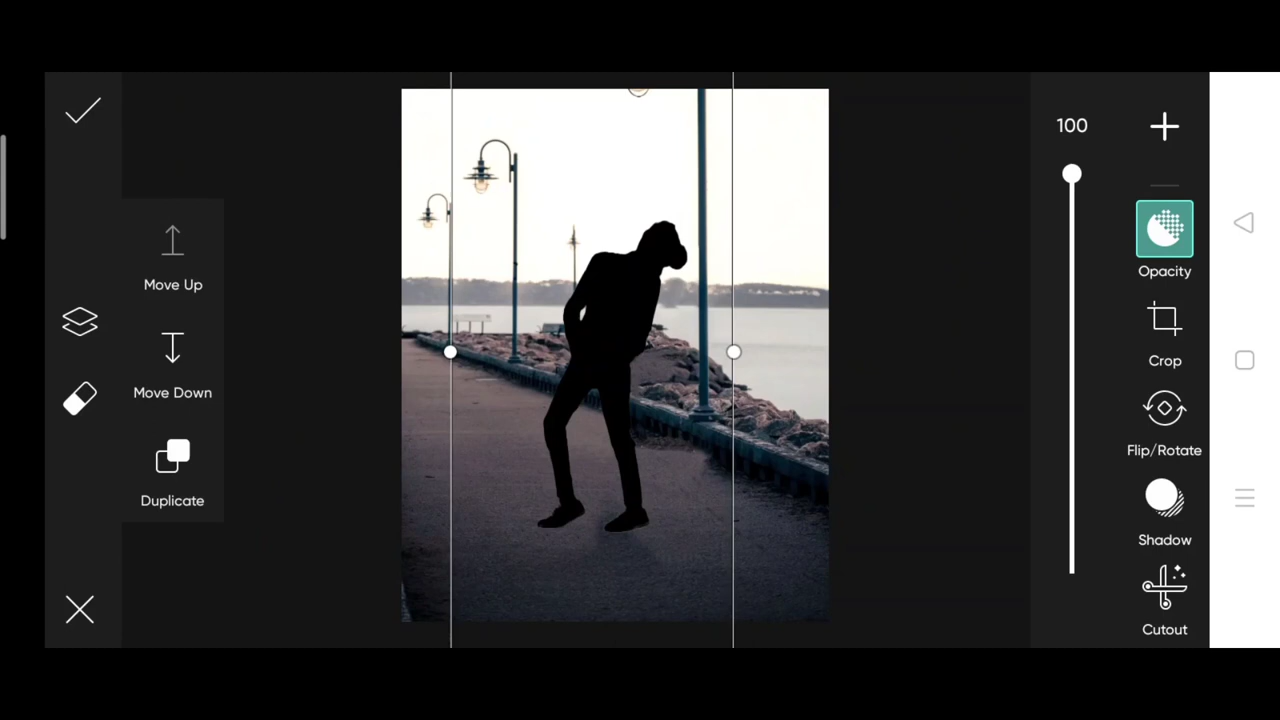 Move Up
Move Down
Duplicate
100
Opacity
Crop
Flip/Rotate
Shadow
Cutout